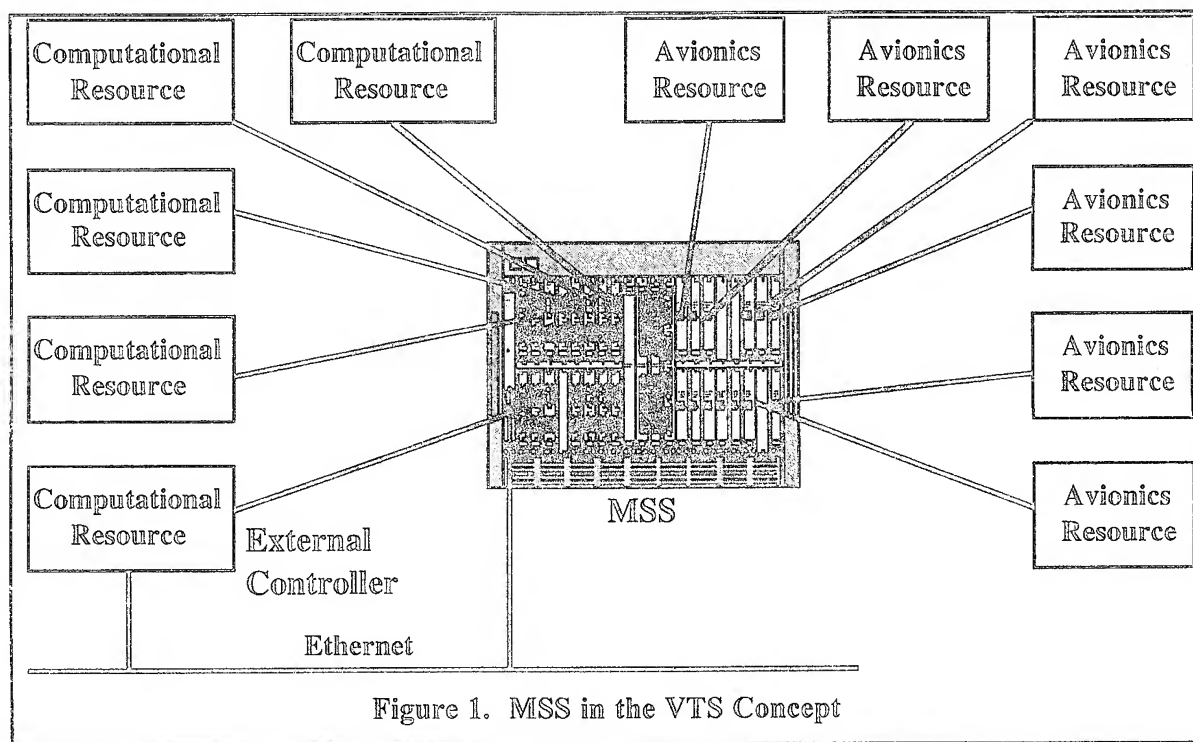 Computational
Resource
Computational
Resource
Avionics
Resource
Avionics
Resource
Avionics
Resource
Computational
Resource
Avionics
Resource
Computational
Resource
Avionics
Resource
MSS
Computational
Resource
Avionics
Resource
External
Controller
Ethernet
Figure 1. MSS in the VTS Concept